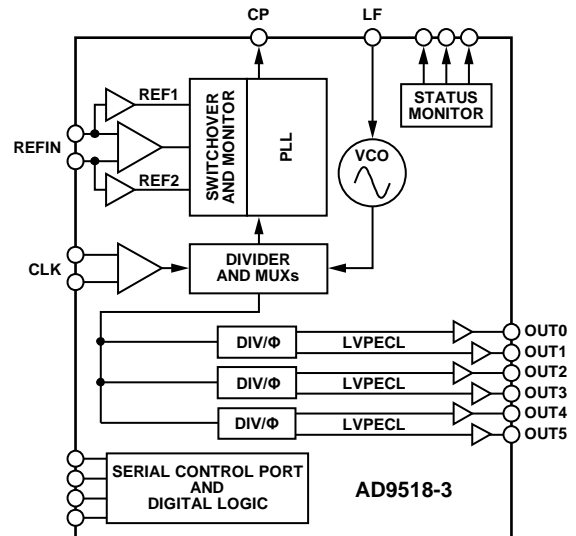 CP
LF
STATUS
MONITOR
REF1
REFIN
REF2
SWITCHOVER
AND MONITOR
PLL
VCO
CLK
DIVIDER
AND MUXs
DIV/Φ
LVPECL
OUT0
OUT1
DIV/Φ
LVPECL
OUT2
OUT3
DIV/Φ
LVPECL
OUT4
OUT5
SERIAL CONTROL PORT
AND
DIGITAL LOGIC
AD9518-3